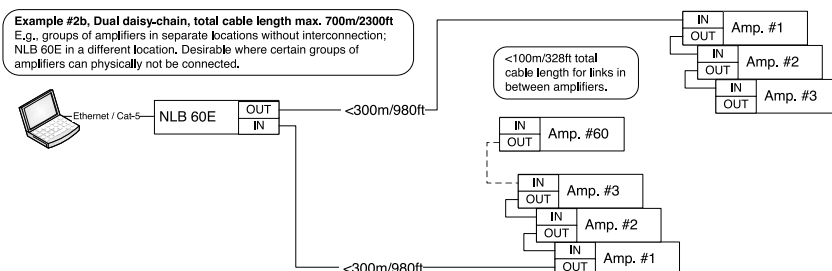 Example #2b, Dual daisy-chain, total cable length max. 700m/2300ft
E.g., groups of amplifiers in separate locations without interconnection;
NLB 60E in a different location. Desirable where certain groups of
amplifiers can physically not be connected.
IN
OUT
Amp. #1
IN
OUT
Amp. #2
IN
OUT
Amp. #3
<100m/328ft total
cable length for links in
between amplifiers.
Ethernet / Cat-5
NLB 60E
OUT
IN
<300m/980ft
IN
OUT
Amp. #60
IN
OUT
Amp. #3
IN
OUT
Amp. #2
IN
OUT
Amp. #1
<300m/980ft